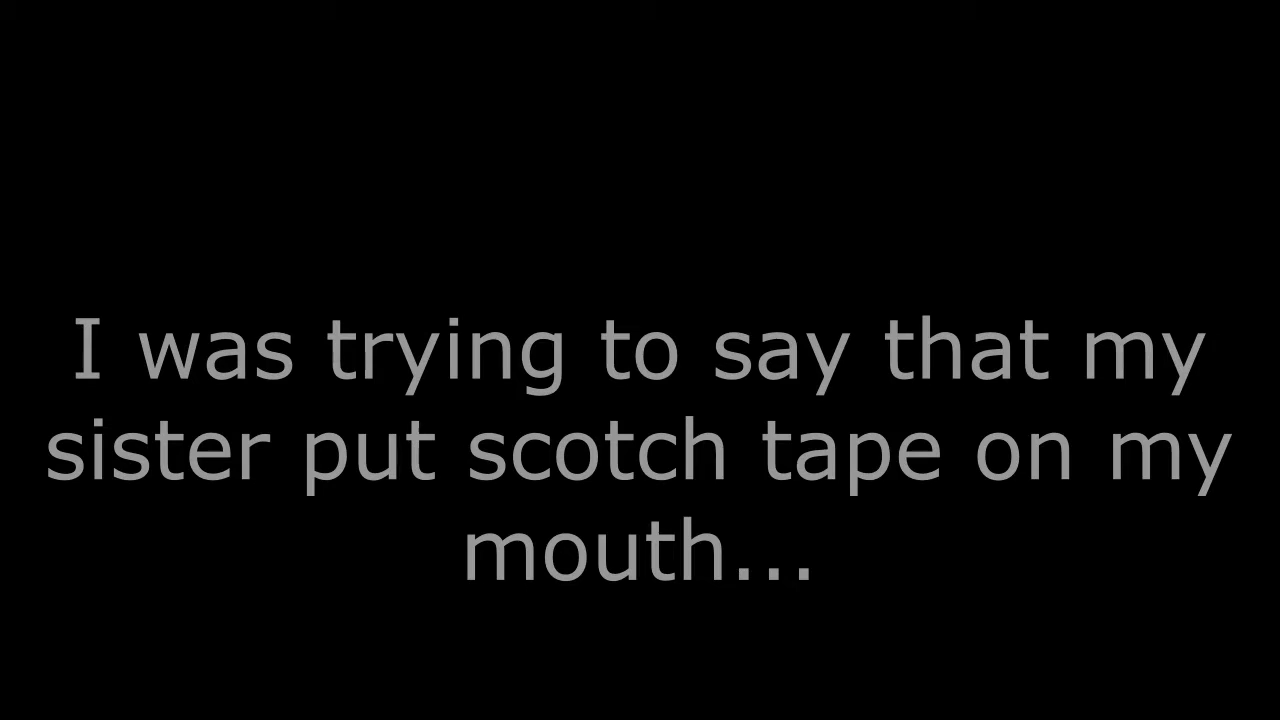 I was trying to say that my
sister put scotch tape on my
mouth...